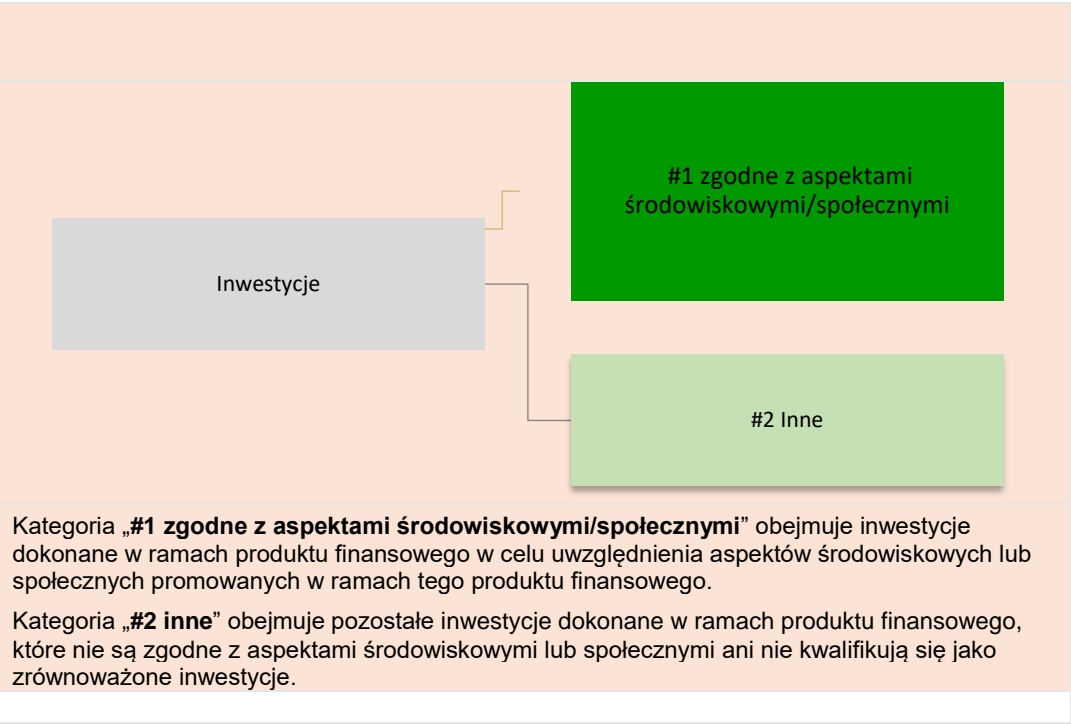 #1 zgodne z aspektami
środowiskowymi/społecznymi
Inwestycje
#2 Inne
Kategoria „#1 zgodne z aspektami środowiskowymi/społecznymi” obejmuje inwestycje
dokonane w ramach produktu finansowego w celu uwzględnienia aspektów środowiskowych lub
społecznych promowanych w ramach tego produktu finansowego.
Kategoria „#2 inne” obejmuje pozostałe inwestycje dokonane w ramach produktu finansowego,
które nie są zgodne z aspektami środowiskowymi lub społecznymi ani nie kwalifikują się jako
zrównoważone inwestycje.